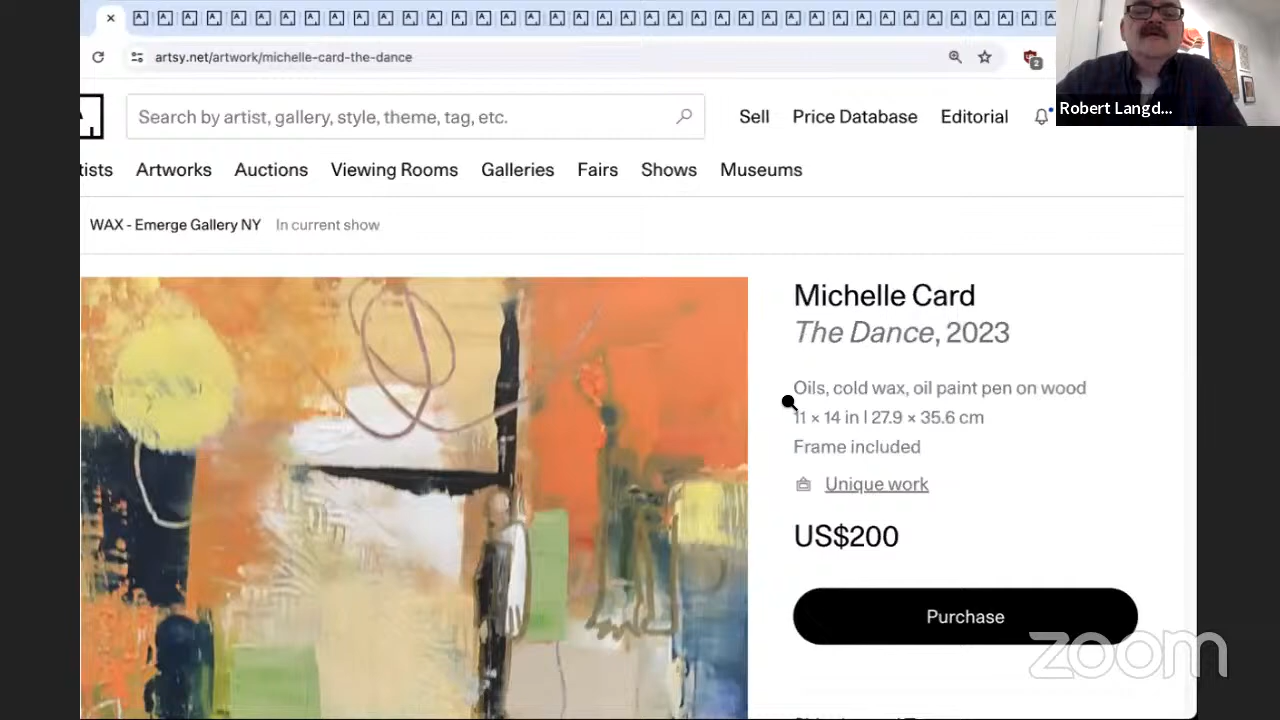 artsy.net/artwork/michelle-card-the-dance
2
Robert Langd...
Search by artist, gallery, style, theme, tag, etc.
Sell
Price Database
Editorial
tists
Artworks
Auctions
Viewing Rooms
Galleries
Fairs
Shows
Museums
WAX - Emerge Gallery NY
In current show
Michelle Card
The Dance, 2023
Oils, cold wax, oil paint pen on wood
11 × 14 in | 27.9 × 35.6 cm
Frame included
Unique work
US$200
Purchase
zoom